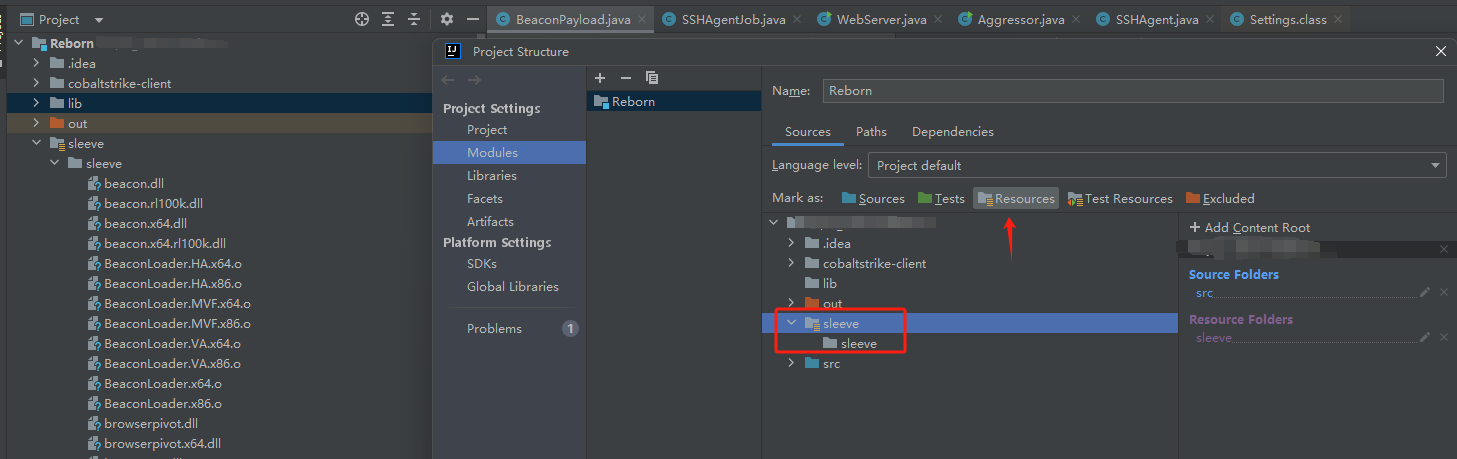 Project
BeaconPayload.java
SSHAgentJob.java
WebServer.java
Aggressor.java
SSHAgent.java
Settings.class
Reborn
.idea
cobaltstrike-client
lib
out
sleeve
sleeve
beacon.dll
beacon.rl100k.dll
beacon.x64.dll
beacon.x64.rl100k.dll
BeaconLoader.HA.x64.o
BeaconLoader.HA.x86.o
BeaconLoader.MVF.x64.o
BeaconLoader.MVF.x86.o
BeaconLoader.VA.x64.o
BeaconLoader.VA.x86.o
BeaconLoader.x64.o
BeaconLoader.x86.o
browserpivot.dll
browserpivot.x64.dll
Project Structure
Project Settings
Project
Modules
Libraries
Facets
Artifacts
Platform Settings
SDKs
Global Libraries
Problems 1
Reborn
Name: Reborn
Sources Paths Dependencies
Language level: Project default
Mark as: Sources Tests Resources Test Resources Excluded
.idea
cobaltstrike-client
lib
out
sleeve
sleeve
src
+ Add Content Root
Source Folders
src
Resource Folders
sleeve